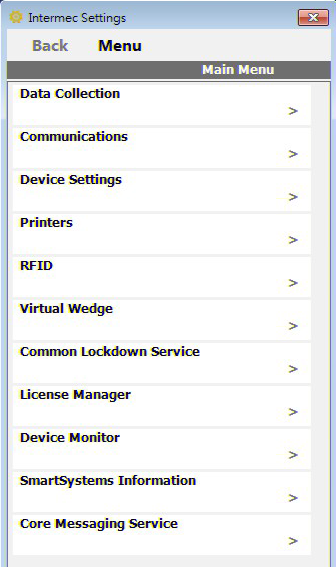 Intermec Settings
Back Menu
Main Menu
Data Collection
>
Communications
>
Device Settings
>
Printers
>
RFID
>
Virtual Wedge
>
Common Lockdown Service
>
License Manager
>
Device Monitor
>
SmartSystems Information
>
Core Messaging Service
>